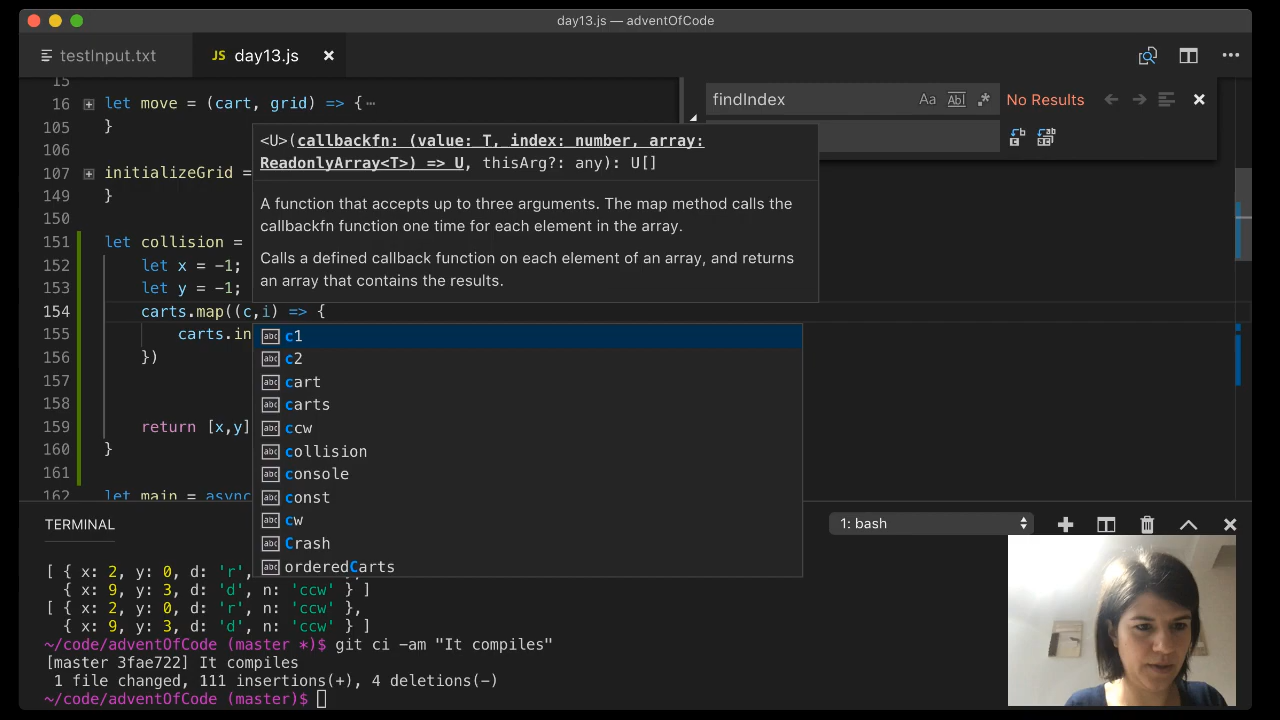 day13.js — adventOfCode
testInput.txt JS day13.js
findIndex Aa Abl .* No Results
15
16 let move = (cart, grid) => {
105 }
106
107 initializeGrid =
149 }
150
151 let collision =
152 let x = -1;
153 let y = -1;
154 carts.map((c,i) => {
155 carts.in
156 })
157
158
159 return [x,y]
160 }
161
162 let main = async
<U>(callbackfn: (value: T, index: number, array:
ReadonlyArray<T>) => U, thisArg?: any): U[]
A function that accepts up to three arguments. The map method calls the
callbackfn function one time for each element in the array.
Calls a defined callback function on each element of an array, and returns
an array that contains the results.
abc c1
abc c2
abc cart
abc carts
abc ccw
abc collision
abc console
abc const
abc cw
abc Crash
abc orderedCarts
TERMINAL 1: bash
[ { x: 2, y: 0, d: 'r',
{ x: 9, y: 3, d: 'd', n: 'ccw' } ]
[ { x: 2, y: 0, d: 'r', n: 'ccw' },
{ x: 9, y: 3, d: 'd', n: 'ccw' } ]
~/code/adventOfCode (master *)$ git ci -am "It compiles"
[master 3fae722] It compiles
1 file changed, 111 insertions(+), 4 deletions(-)
~/code/adventOfCode (master)$